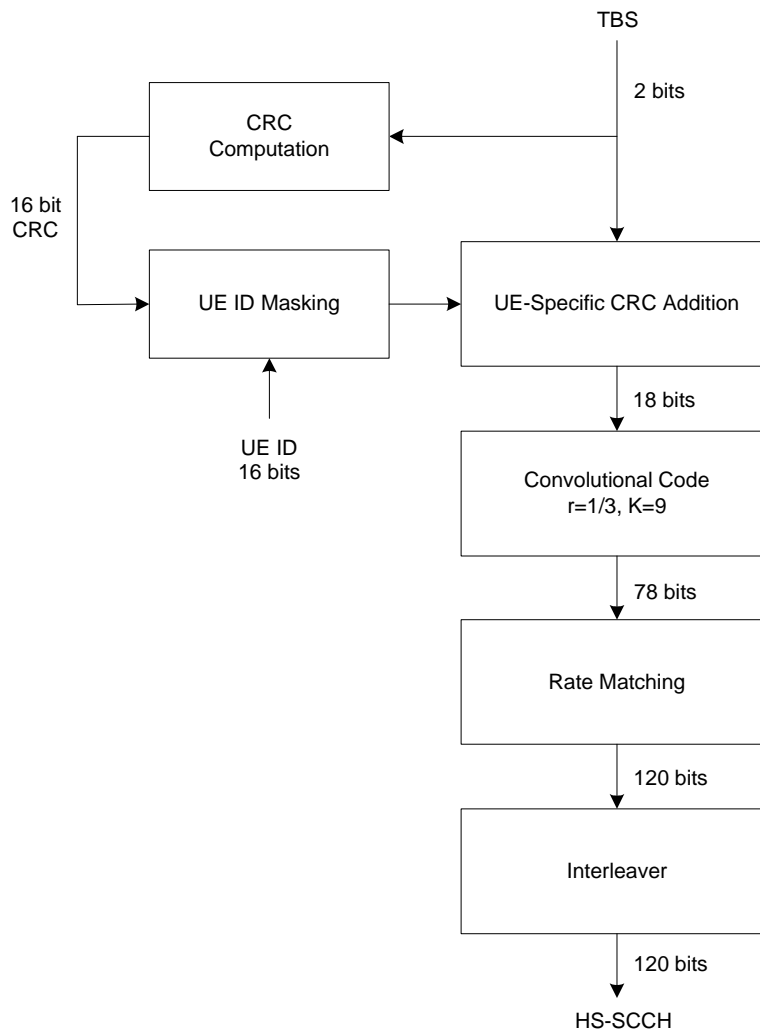 TBS
2 bits
CRC
Computation
16 bit
CRC
UE ID Masking
UE-Specific CRC Addition
18 bits
UE ID
16 bits
Convolutional Code
r=1/3, K=9
78 bits
Rate Matching
120 bits
Interleaver
120 bits
HS-SCCH